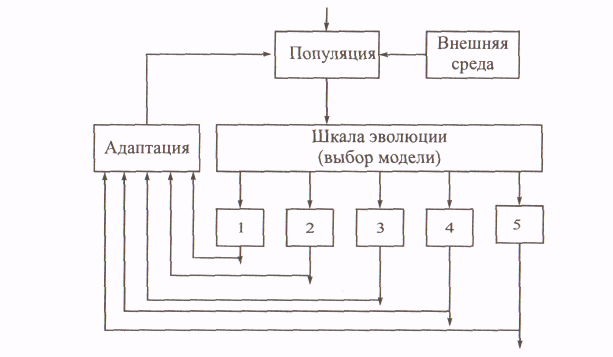 Популяция
Внешняя
среда
Адаптация
Шкала эволюции
(выбор модели)
1
2
3
4
5